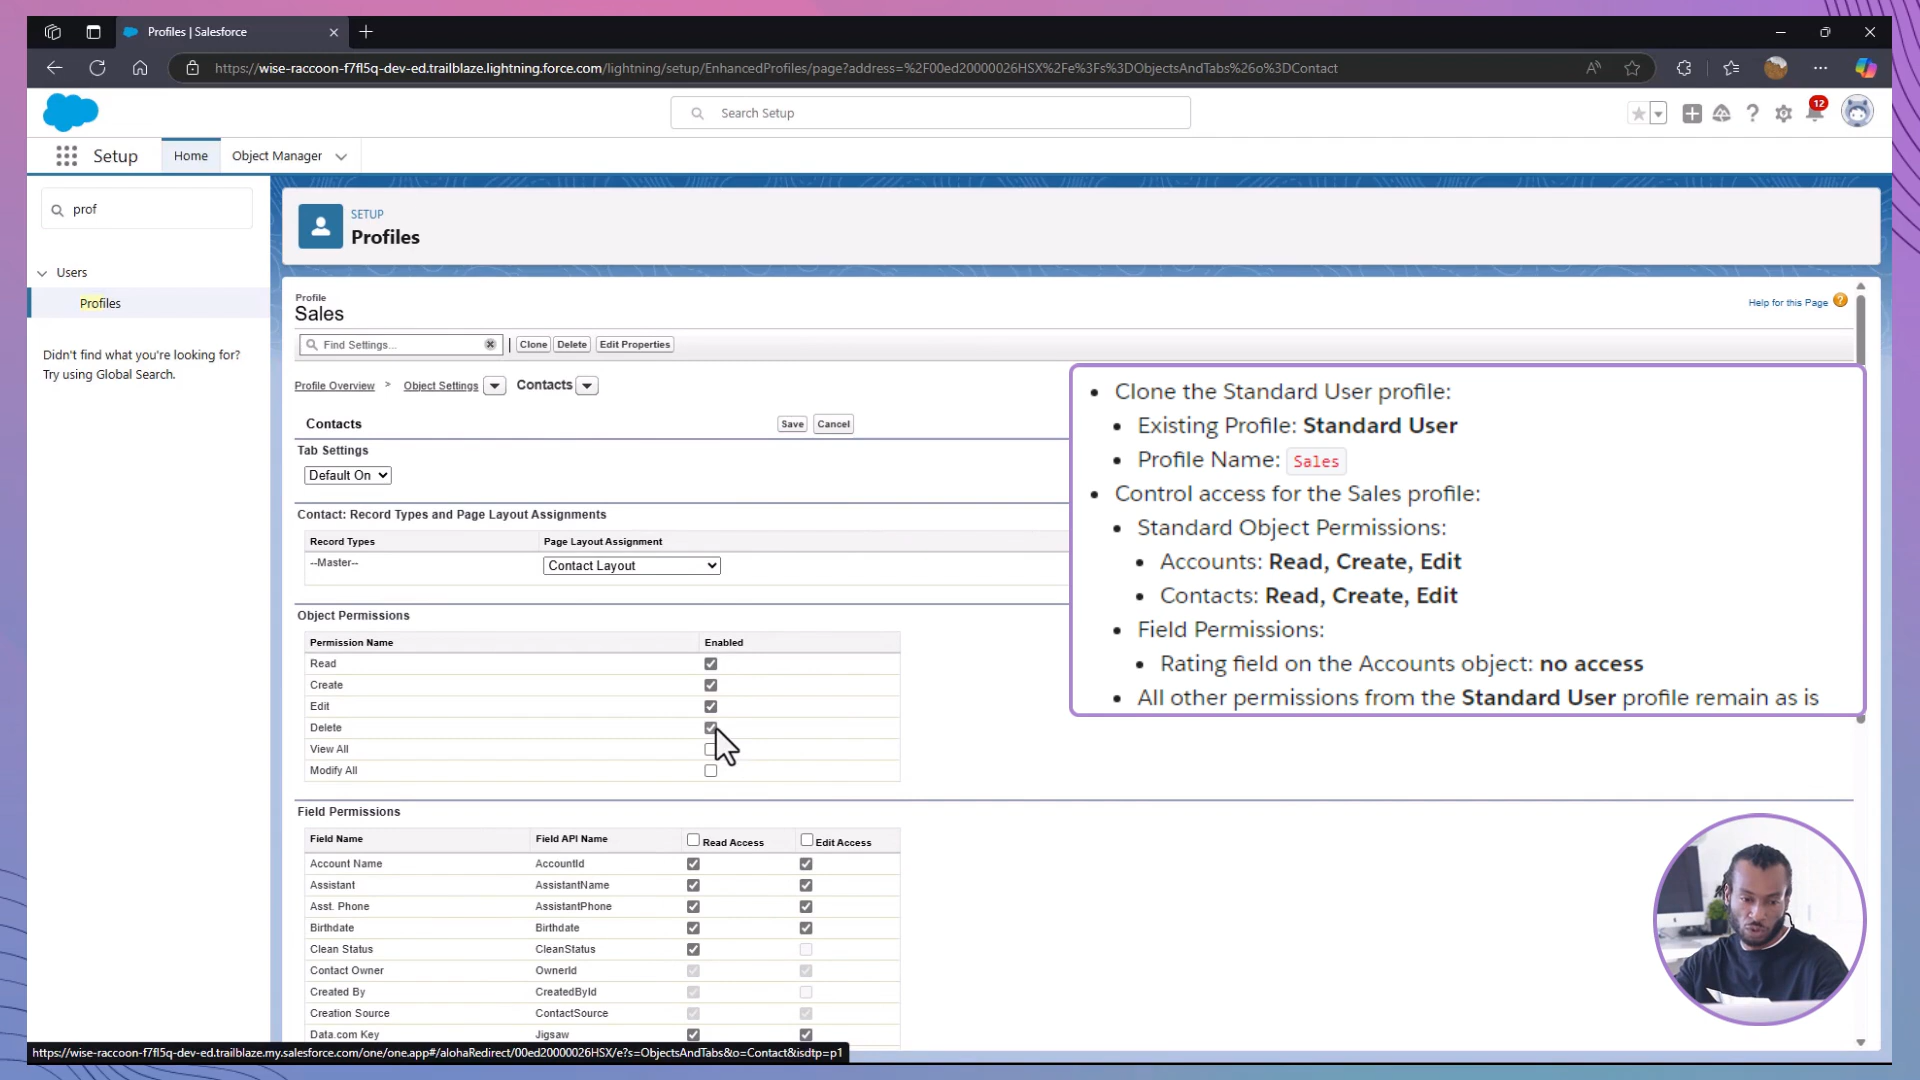 Profiles | Salesforce
https://wise-raccoon-f7fl5q-dev-ed.trailblaze.lightning.force.com/lightning/setup/EnhancedProfiles/page?address=%2F00ed20000026HSX%2Fe%3Fs%3DObjectsAndTabs%26o%3DContact
Search Setup
12
Setup
Home
Object Manager
prof
Users
Profiles
Didn't find what you're looking for?
Try using Global Search.
SETUP
Profiles
Profile
Sales
Help for this Page
Find Settings...
Clone
Delete
Edit Properties
Profile Overview > Object Settings Contacts
Contacts
Save
Cancel
Tab Settings
Default On
Contact: Record Types and Page Layout Assignments
Record Types Page Layout Assignment
--Master-- Contact Layout
Object Permissions
Permission Name Enabled
Read
Create
Edit
Delete
View All
Modify All
Field Permissions
Field Name Field API Name Read Access Edit Access
Account Name AccountId
Assistant AssistantName
Asst. Phone AssistantPhone
Birthdate Birthdate
Clean Status CleanStatus
Contact Owner OwnerId
Created By CreatedById
Creation Source ContactSource
Data.com Key Jigsaw
• Clone the Standard User profile:
• Existing Profile: Standard User
• Profile Name: Sales
• Control access for the Sales profile:
• Standard Object Permissions:
• Accounts: Read, Create, Edit
• Contacts: Read, Create, Edit
• Field Permissions:
• Rating field on the Accounts object: no access
• All other permissions from the Standard User profile remain as is
https://wise-raccoon-f7fl5q-dev-ed.trailblaze.my.salesforce.com/one/one.app#/alohaRedirect/00ed20000026HSX/e?s=ObjectsAndTabs&o=Contact&isdtp=p1